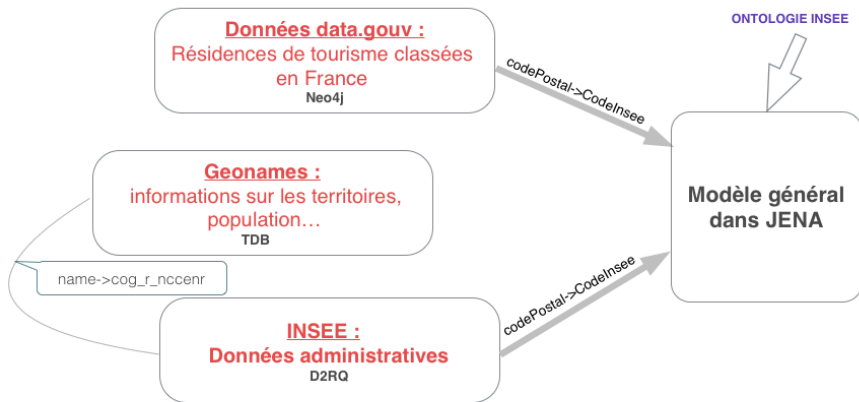 ONTOLOGIE INSEE
Données data.gouv :
Résidences de tourisme classées
en France
Neo4j
codePostal->CodeInsee
Geonames :
informations sur les territoires,
population…
TDB
Modèle général
dans JENA
name->cog_r_nccenr
codePostal->CodeInsee
INSEE :
Données administratives
D2RQ